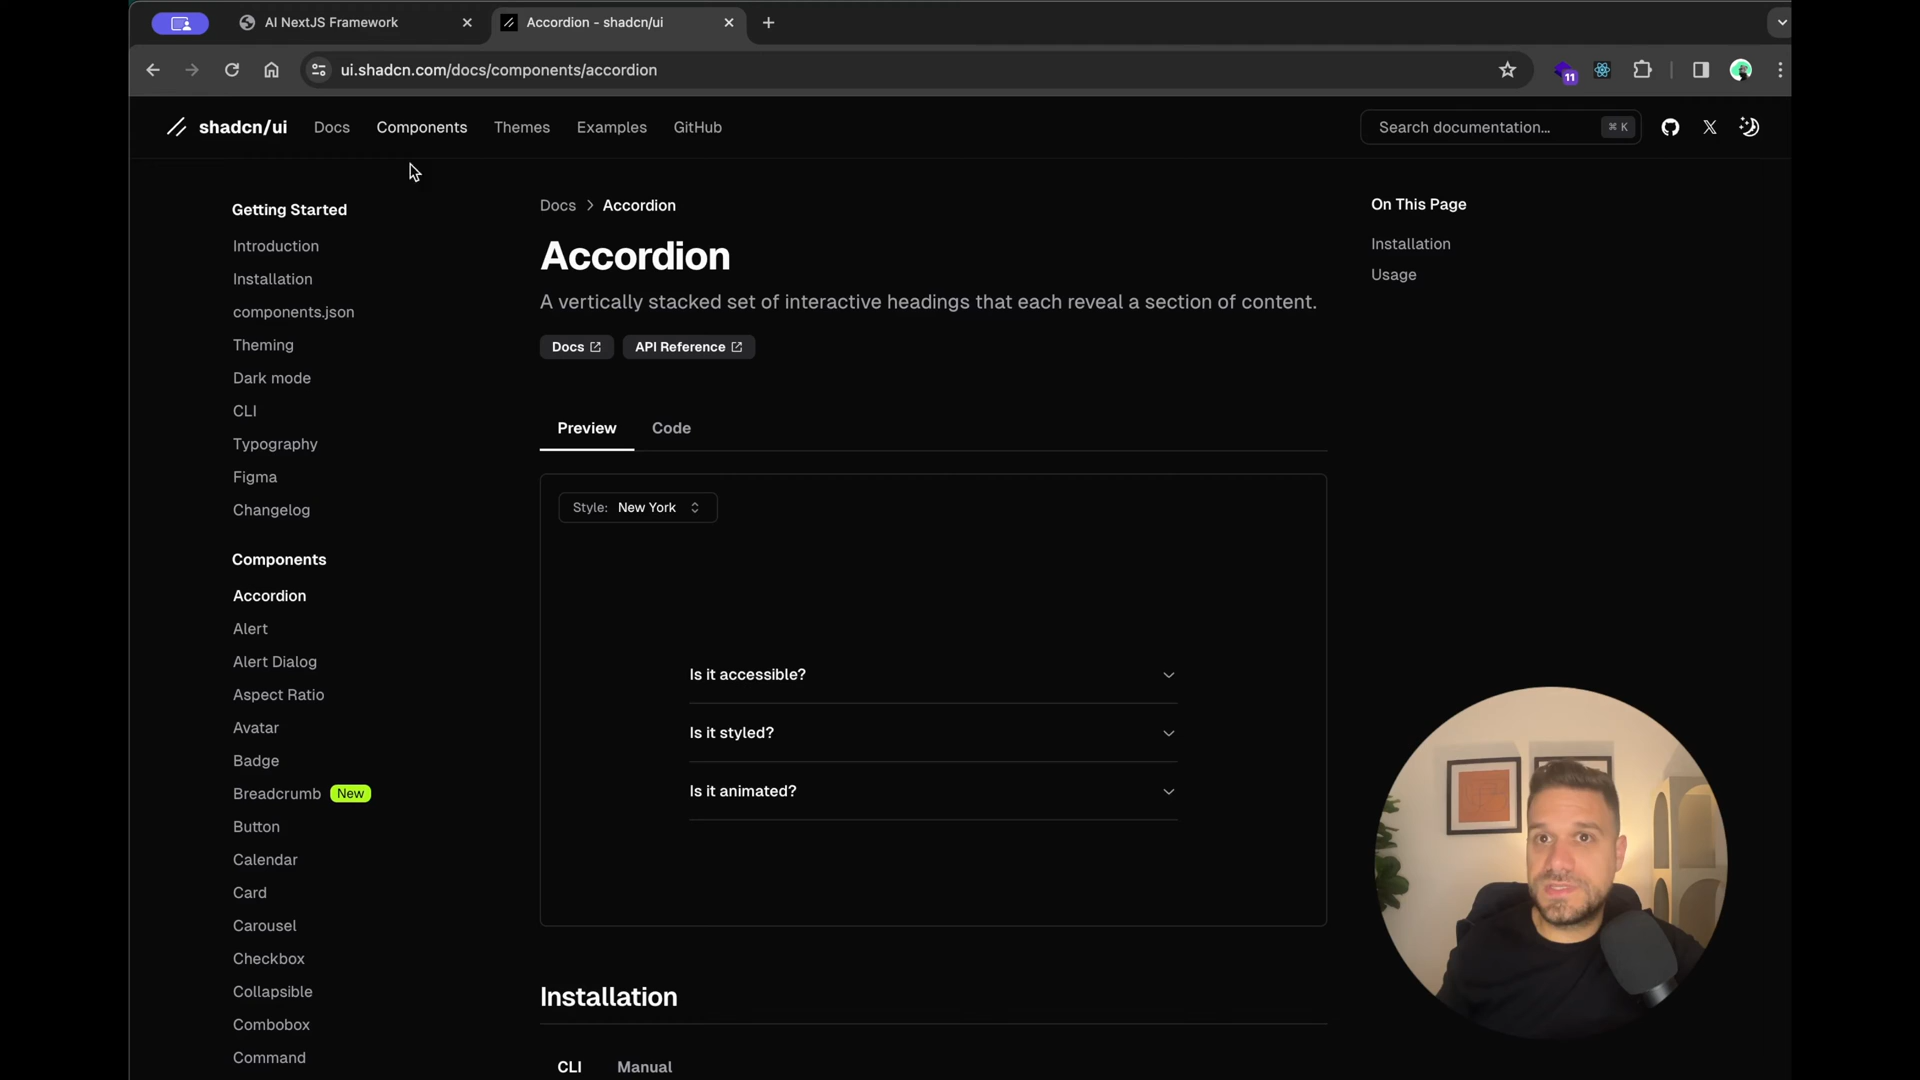 AI NextJS Framework
Accordion - shadcn/ui
ui.shadcn.com/docs/components/accordion
11
shadcn/ui
Docs
Components
Themes
Examples
GitHub
Search documentation...
⌘ K
Getting Started
Introduction
Installation
components.json
Theming
Dark mode
CLI
Typography
Figma
Changelog
Components
Accordion
Alert
Alert Dialog
Aspect Ratio
Avatar
Badge
Breadcrumb New
Button
Calendar
Card
Carousel
Checkbox
Collapsible
Combobox
Command
Docs > Accordion
Accordion
A vertically stacked set of interactive headings that each reveal a section of content.
Docs
API Reference
Preview
Code
Style: New York
Is it accessible?
Is it styled?
Is it animated?
Installation
CLI
Manual
On This Page
Installation
Usage